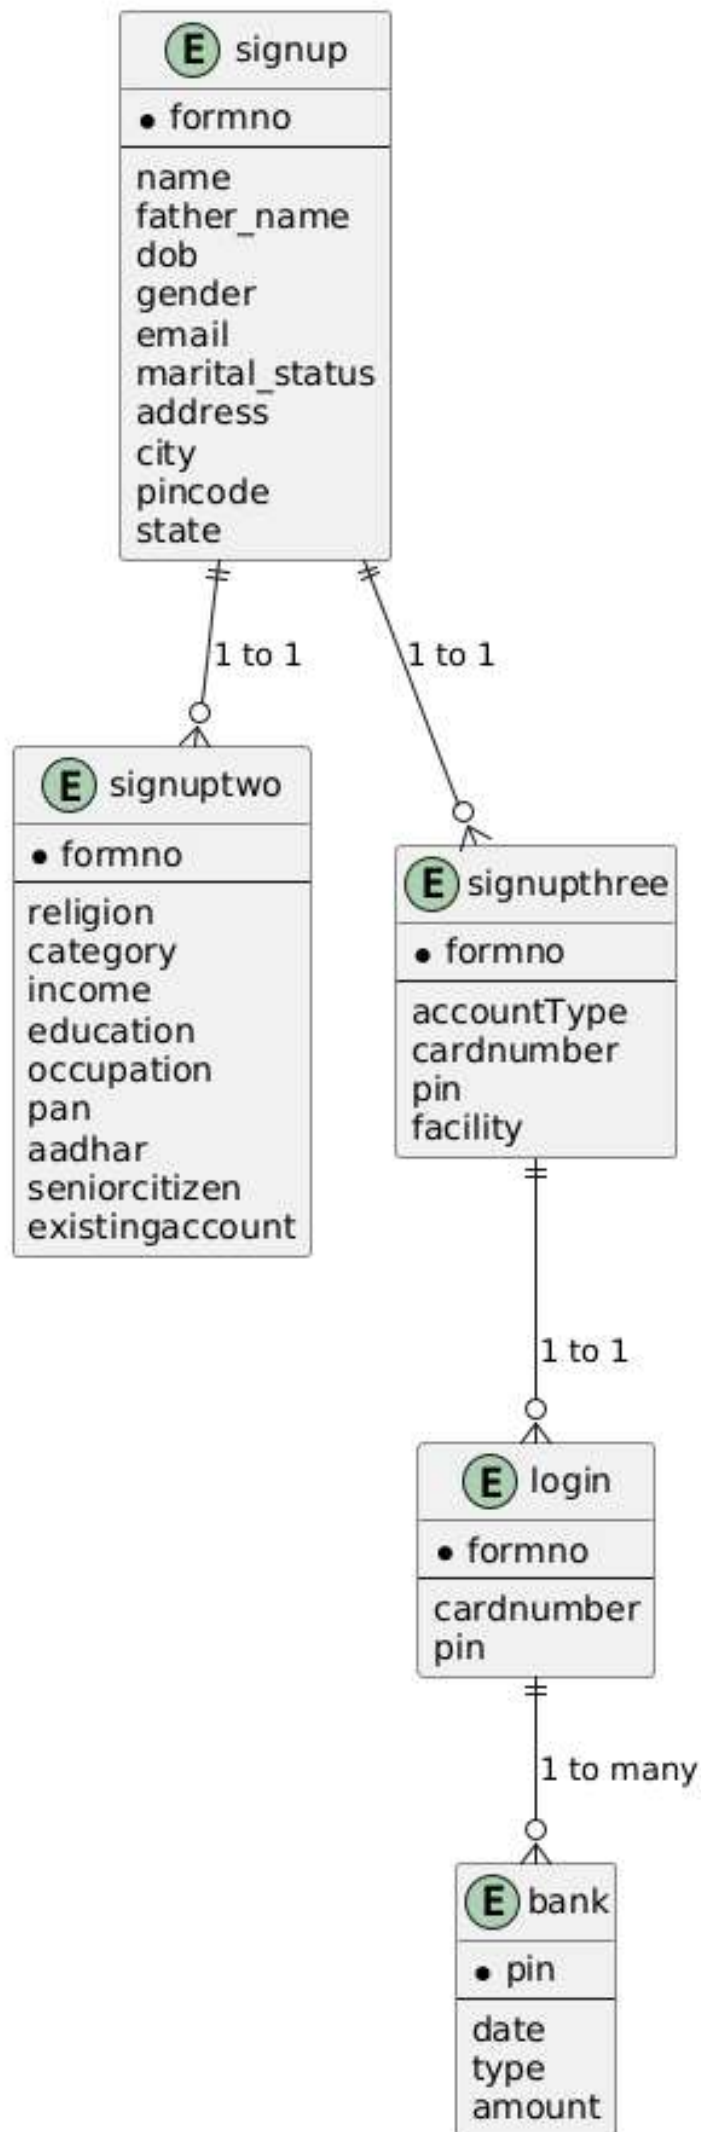 E signup
formno
name
father_name
dob
gender
email
marital_status
address
city
pincode
state
1 to 1
1 to 1
E signuptwo
formno
religion
category
income
education
occupation
pan
aadhar
seniorcitizen
existingaccount
E signupthree
formno
accountType
cardnumber
pin
facility
1 to 1
E login
formno
cardnumber
pin
1 to many
E bank
pin
date
type
amount